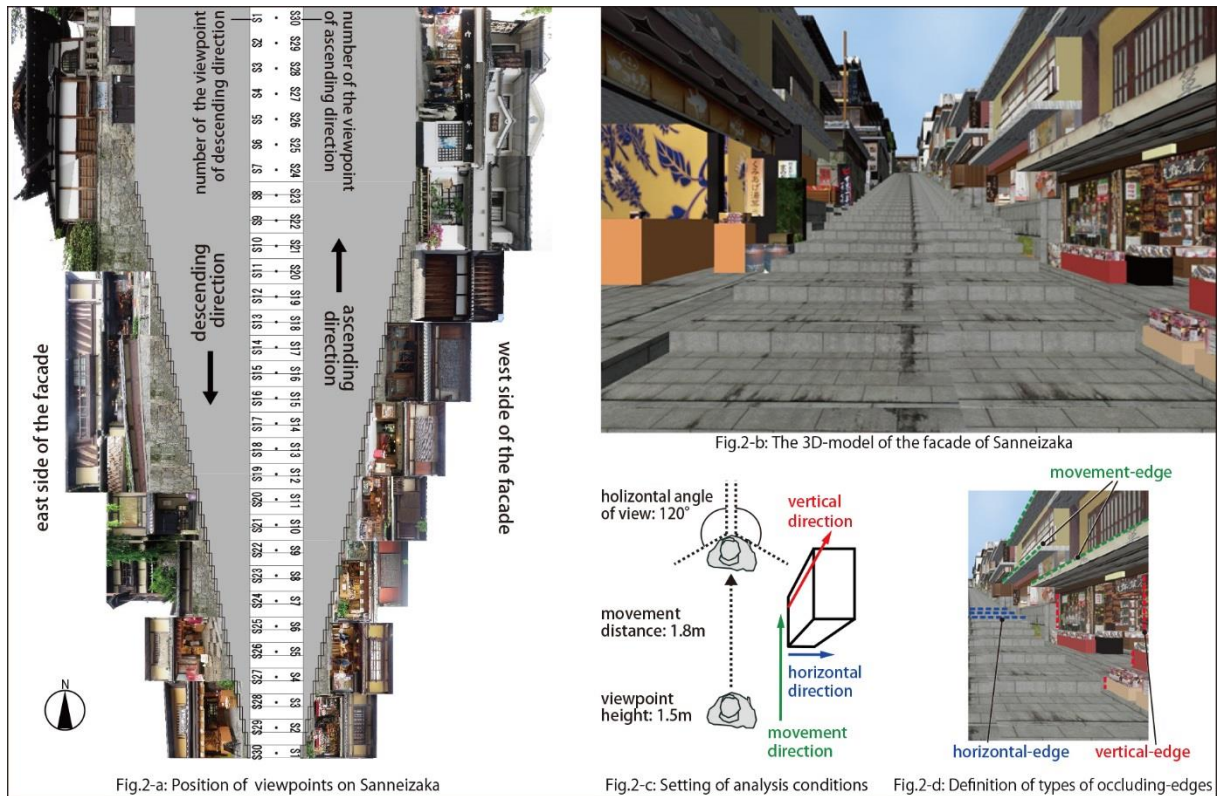 number of the viewpoint
of descending direction
number of the viewpoint
of ascending direction
S1 S30
S2 S29
S3 S28
S4 S27
S5 S26
S6 S25
S7 S24
S8 S23
S9 S22
S10 S21
S11 S20
S12 S19
S13 S18
S14 S17
S15 S16
S16 S15
S17 S14
S18 S13
S19 S12
S20 S11
S21 S10
S22 S9
S23 S8
S24 S7
S25 S6
S26 S5
S27 S4
S28 S3
S29 S2
S30 S1
descending
direction
ascending
direction
east side of the facade
west side of the facade
N
Fig.2-a: Position of viewpoints on Sanneizaka
Fig.2-b: The 3D-model of the facade of Sanneizaka
holizontal angle
of view: 120°
movement
distance: 1.8m
viewpoint
height: 1.5m
vertical
direction
horizontal
direction
movement
direction
Fig.2-c: Setting of analysis conditions
movement-edge
horizontal-edge
vertical-edge
Fig.2-d: Definition of types of occluding-edges